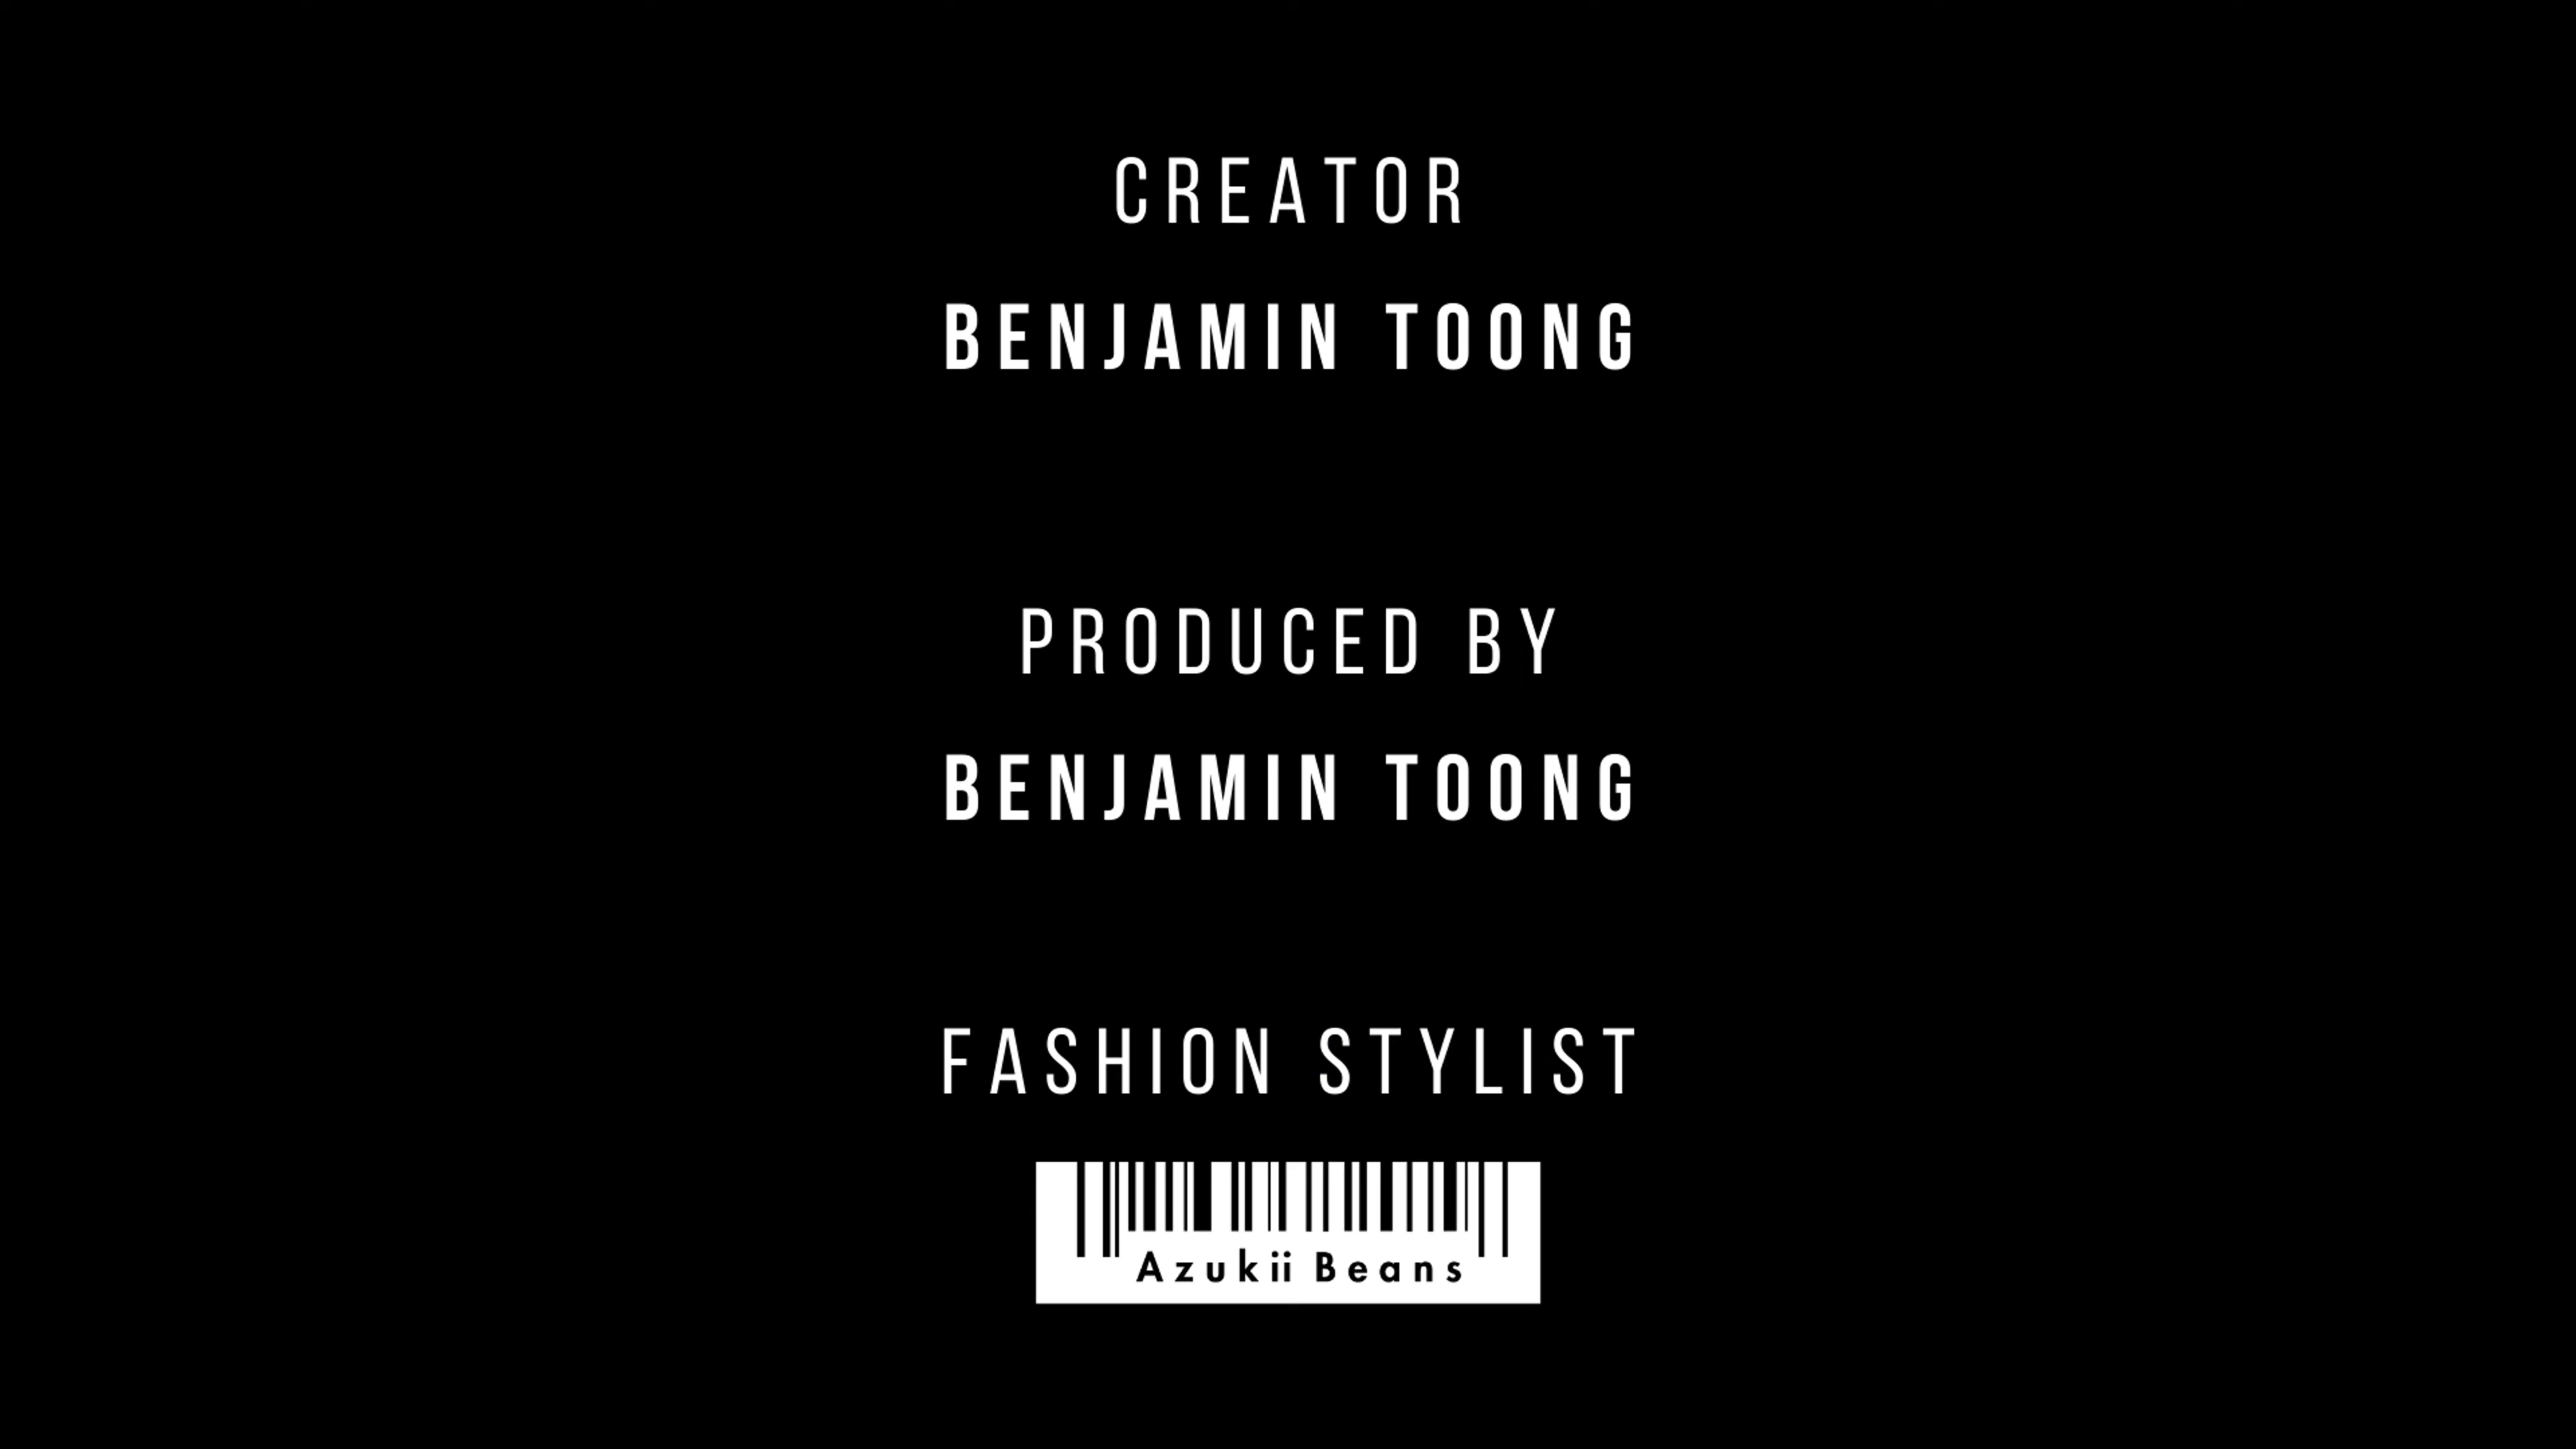 CREATOR
BENJAMIN TOONG
PRODUCED BY
BENJAMIN TOONG
FASHION STYLIST
Azukii Beans